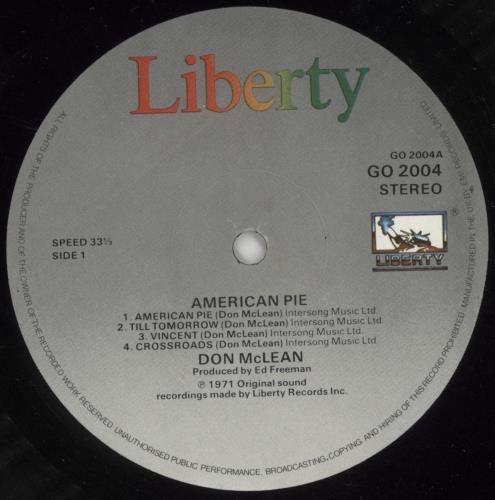 Liberty
GO 2004A
GO 2004
STEREO
SPEED 33⅓
SIDE 1
®
LIBERTY
AMERICAN PIE
1. AMERICAN PIE (Don McLean) Intersong Music Ltd.
2. TILL TOMORROW (Don McLean) Intersong Music Ltd.
3. VINCENT (Don McLean) Intersong Music Ltd.
4. CROSSROADS (Don McLean) Intersong Music Ltd.
DON McLEAN
Produced by Ed Freeman
℗ 1971 Original sound
recordings made by Liberty Records Inc.
ALL RIGHTS OF THE PRODUCER AND OF THE OWNER OF THE RECORDED WORK RESERVED UNAUTHORISED PUBLIC PERFORMANCE, BROADCASTING, COPYING AND HIRING OF THIS RECORD PROHIBITED · MANUFACTURED IN THE UK BY EMI RECORDS LIMITED